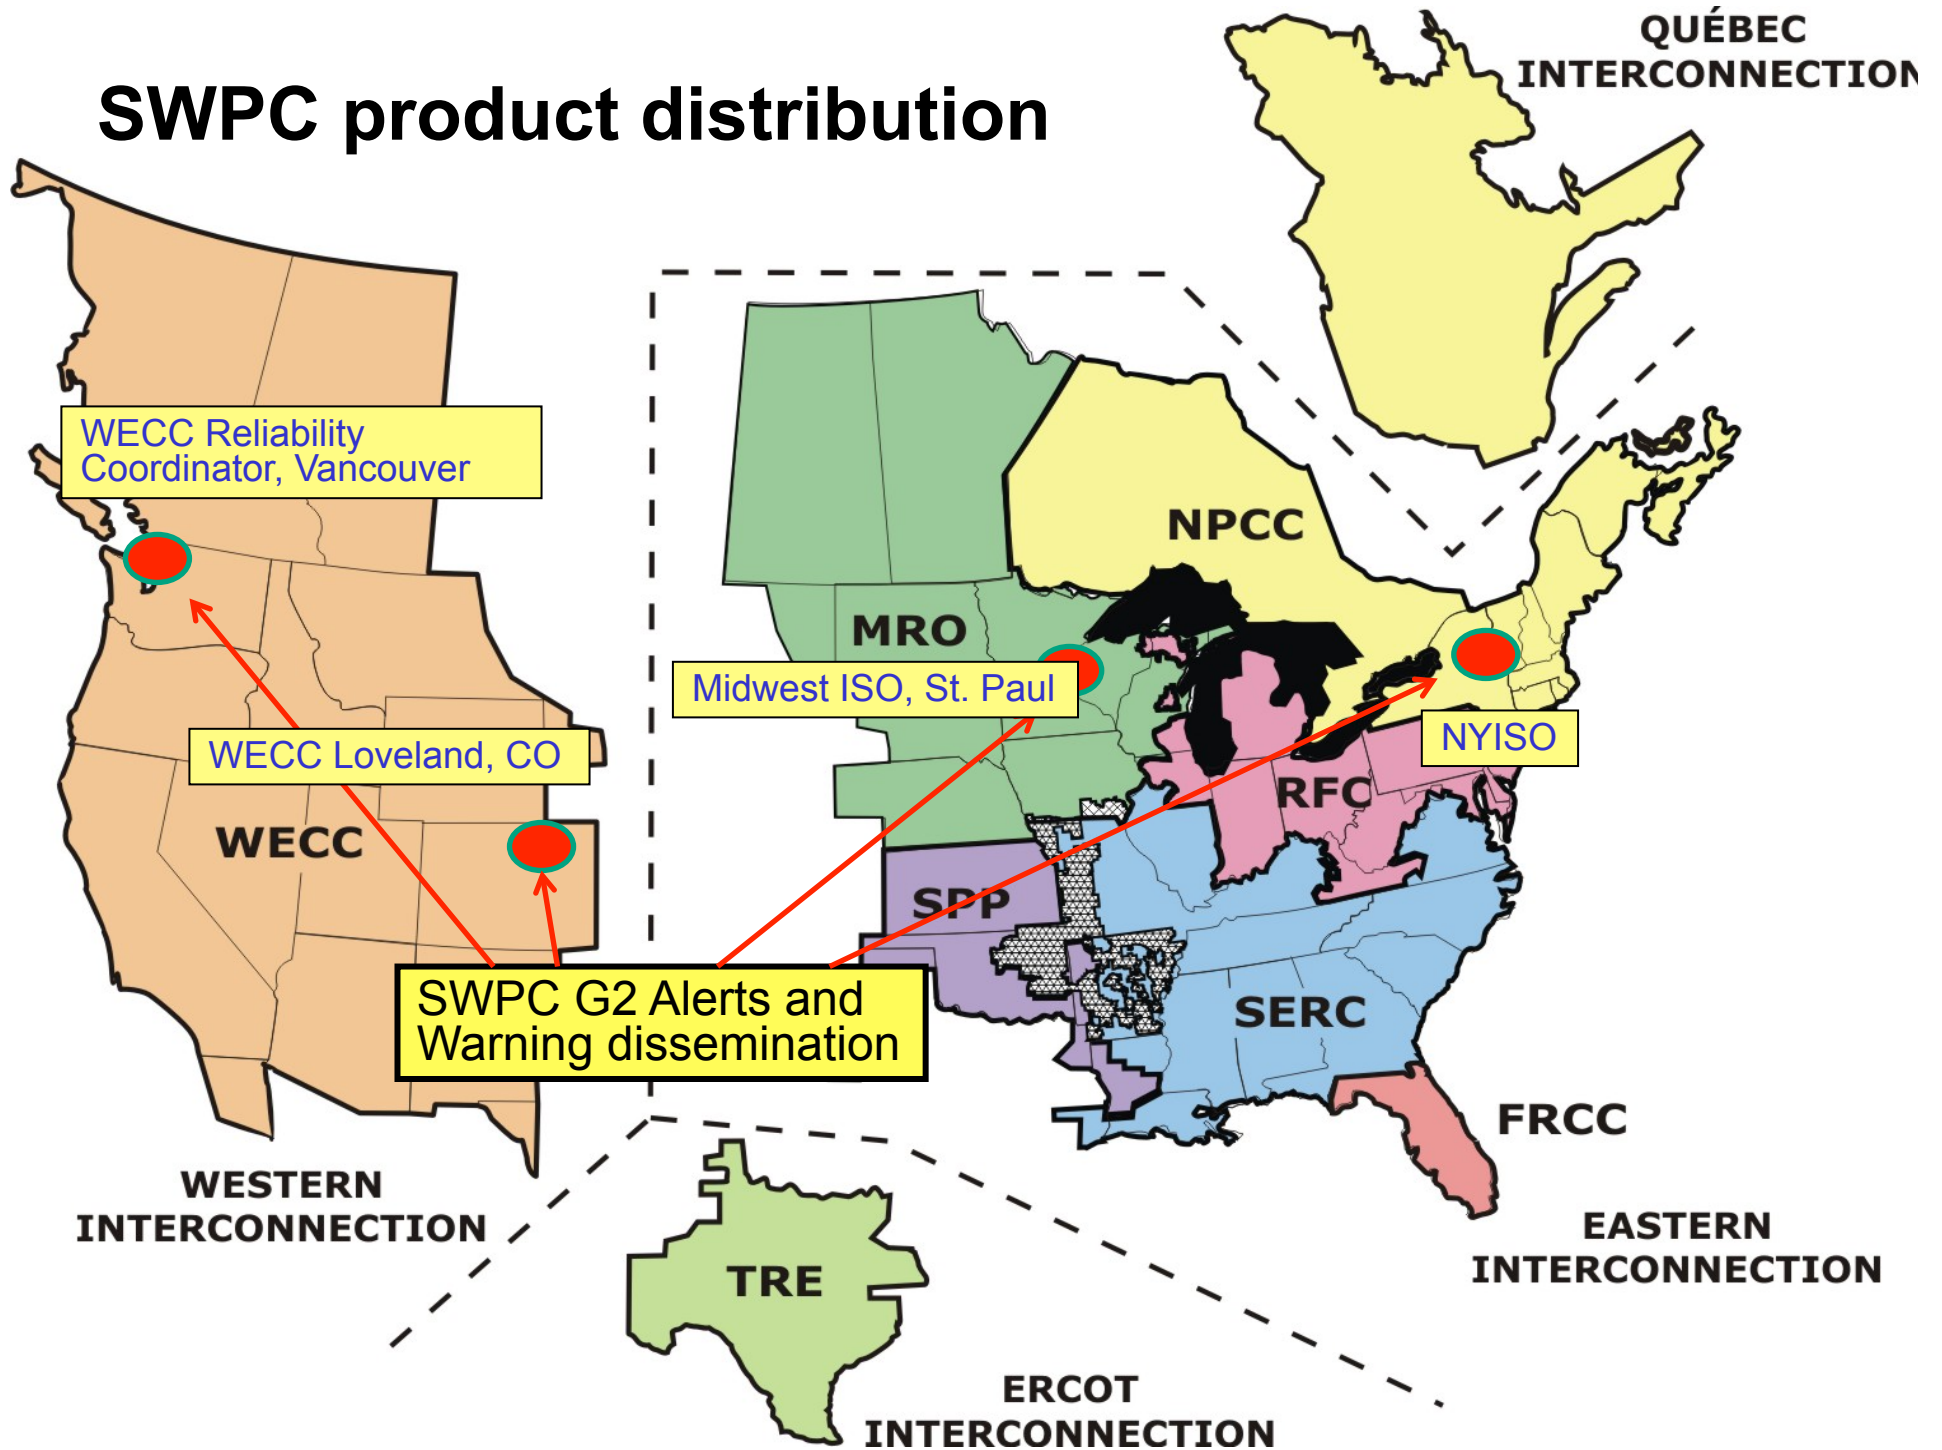 QUÉBEC
INTERCONNECTION
SWPC product distribution
WECC Reliability
Coordinator, Vancouver
NPCC
MRO
Midwest ISO, St. Paul
NYISO
WECC Loveland, CO
RFC
WECC
SPP
SWPC G2 Alerts and
Warning dissemination
SERC
FRCC
WESTERN
INTERCONNECTION
EASTERN
INTERCONNECTION
TRE
ERCOT
INTERCONNECTION